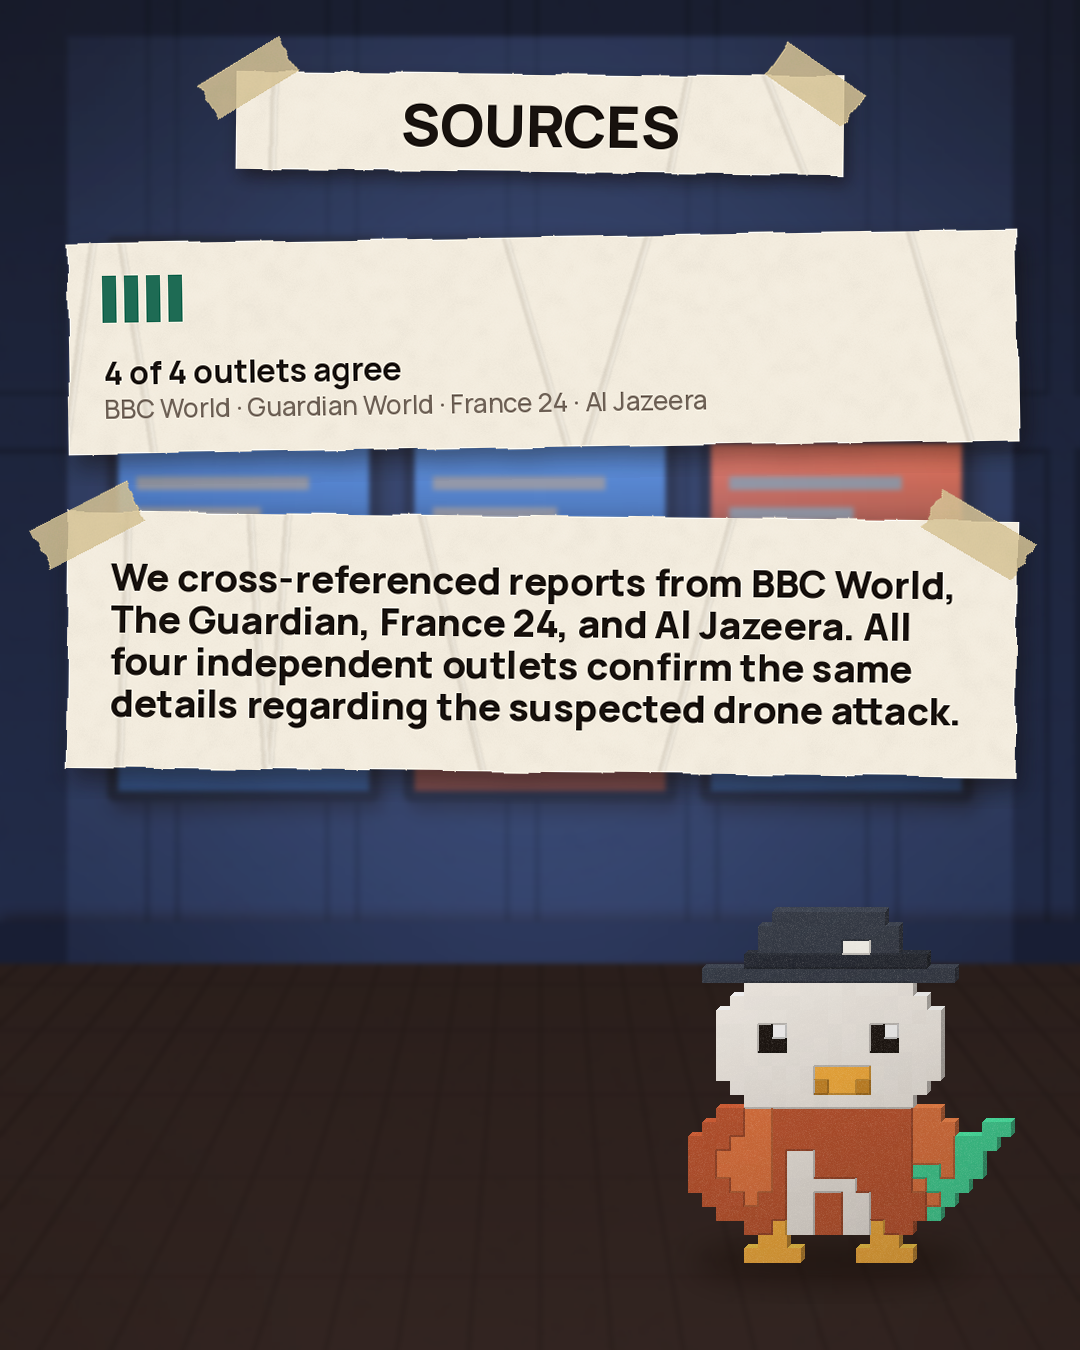 SOURCES
4 of 4 outlets agree
BBC World · Guardian World · France 24 · Al Jazeera
We cross-referenced reports from BBC World,
The Guardian, France 24, and Al Jazeera. All
four independent outlets confirm the same
details regarding the suspected drone attack.
h